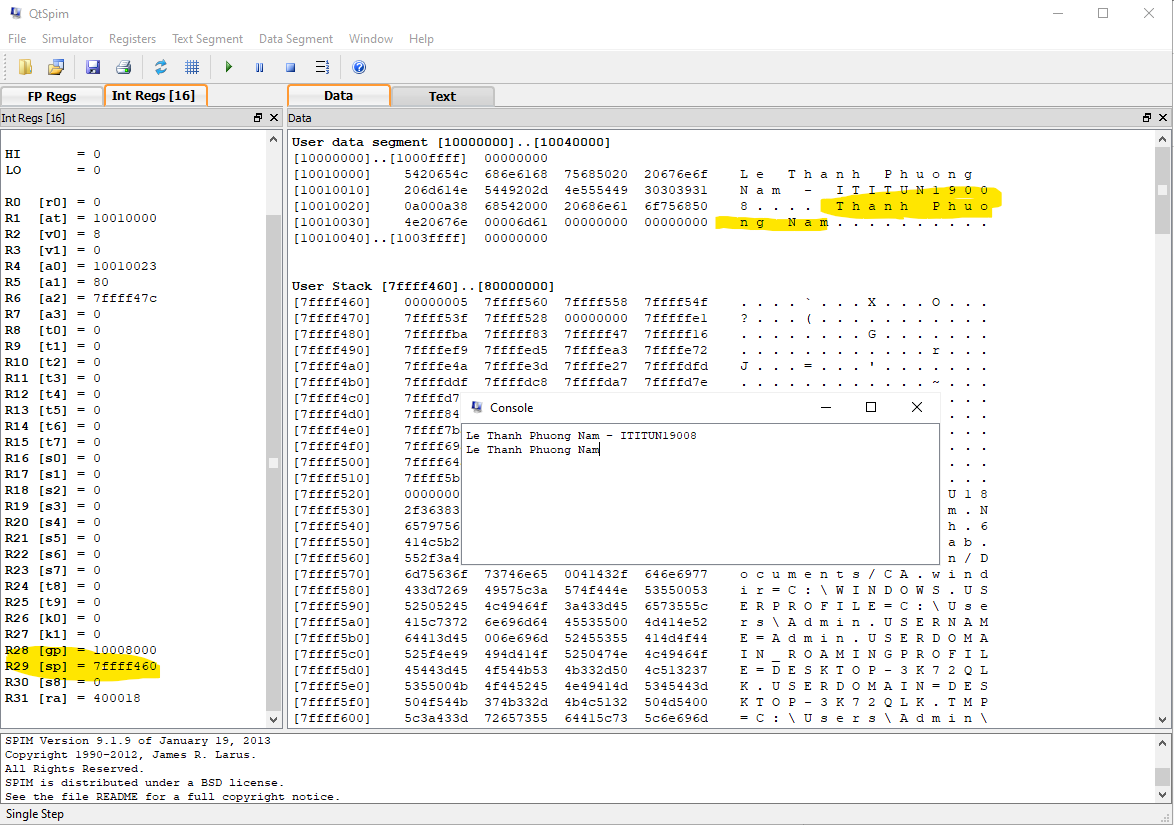 QtSpim
File Simulator Registers Text Segment Data Segment Window Help
FP Regs Int Regs [16] Data Text
Int Regs [16]
HI = 0
LO = 0
R0 [r0] = 0
R1 [at] = 10010000
R2 [v0] = 8
R3 [v1] = 0
R4 [a0] = 10010023
R5 [a1] = 80
R6 [a2] = 7ffff47c
R7 [a3] = 0
R8 [t0] = 0
R9 [t1] = 0
R10 [t2] = 0
R11 [t3] = 0
R12 [t4] = 0
R13 [t5] = 0
R14 [t6] = 0
R15 [t7] = 0
R16 [s0] = 0
R17 [s1] = 0
R18 [s2] = 0
R19 [s3] = 0
R20 [s4] = 0
R21 [s5] = 0
R22 [s6] = 0
R23 [s7] = 0
R24 [t8] = 0
R25 [t9] = 0
R26 [k0] = 0
R27 [k1] = 0
R28 [gp] = 10008000
R29 [sp] = 7ffff460
R30 [s8] = 0
R31 [ra] = 400018
Data
User data segment [10000000]..[10040000]
[10000000]..[1000ffff] 00000000
[10010000] 5420654c 686e6168 75685020 20676e6f L e T h a n h P h u o n g
[10010010] 206d614e 5449202d 4e555449 30303931 N a m - I T I T U N 1 9 0 0
[10010020] 0a000a38 68542000 20686e61 6f756850 8 . . . . T h a n h P h u o
[10010030] 4e20676e 00006d61 00000000 00000000 n g N a m . . . . . . . . . .
[10010040]..[1003ffff] 00000000
User Stack [7ffff460]..[80000000]
[7ffff460] 00000005 7ffff560 7ffff558 7ffff54f . . . . ` . . . X . . . O . . .
[7ffff470] 7ffff53f 7ffff528 00000000 7fffffe1 ? . . . ( . . . . . . . . . . .
[7ffff480] 7fffffba 7fffff83 7fffff47 7fffff16 . . . . . . . . G . . . . . . .
[7ffff490] 7ffffef9 7ffffed5 7ffffea3 7ffffe72 . . . . . . . . . . . . r . . .
[7ffff4a0] 7ffffe4a 7ffffe3d 7ffffe27 7ffffdfd J . . . = . . . ' . . . . . . .
[7ffff4b0] 7ffffddf 7ffffdc8 7ffffda7 7ffffd7e . . . . . . . . . . . . ~ . . .
[7ffff4c0] 7ffffd7 . . .
[7ffff4d0] 7ffff84 . . .
[7ffff4e0] 7ffff7b . . .
[7ffff4f0] 7ffff69 . . .
[7ffff500] 7ffff64 . . .
[7ffff510] 7ffff5b . . .
[7ffff520] 0000000 U 1 8
[7ffff530] 2f36383 m . N
[7ffff540] 6579756 h . 6
[7ffff550] 414c5b2 a b .
[7ffff560] 552f3a4 n / D
[7ffff570] 6d75636f 73746e65 0041432f 646e6977 o c u m e n t s / C A . w i n d
[7ffff580] 433d7269 49575c3a 574f444e 53550053 i r = C : \ W I N D O W S . U S
[7ffff590] 52505245 4c49464f 3a433d45 6573555c E R P R O F I L E = C : \ U s e
[7ffff5a0] 415c7372 6e696d64 45535500 4d414e52 r s \ A d m i n . U S E R N A M
[7ffff5b0] 64413d45 006e696d 52455355 414d4f44 E = A d m i n . U S E R D O M A
[7ffff5c0] 525f4e49 494d414f 5250474e 4c49464f I N _ R O A M I N G P R O F I L
[7ffff5d0] 45443d45 4f544b53 4b332d50 4c513237 E = D E S K T O P - 3 K 7 2 Q L
[7ffff5e0] 5355004b 4f445245 4e49414d 5345443d K . U S E R D O M A I N = D E S
[7ffff5f0] 504f544b 374b332d 4b4c5132 504d5400 K T O P - 3 K 7 2 Q L K . T M P
[7ffff600] 5c3a433d 72657355 64415c73 5c6e696d = C : \ U s e r s \ A d m i n \
Console
Le Thanh Phuong Nam - ITITUN19008
Le Thanh Phuong Nam
SPIM Version 9.1.9 of January 19, 2013
Copyright 1990-2012, James R. Larus.
All Rights Reserved.
SPIM is distributed under a BSD license.
See the file README for a full copyright notice.
Single Step